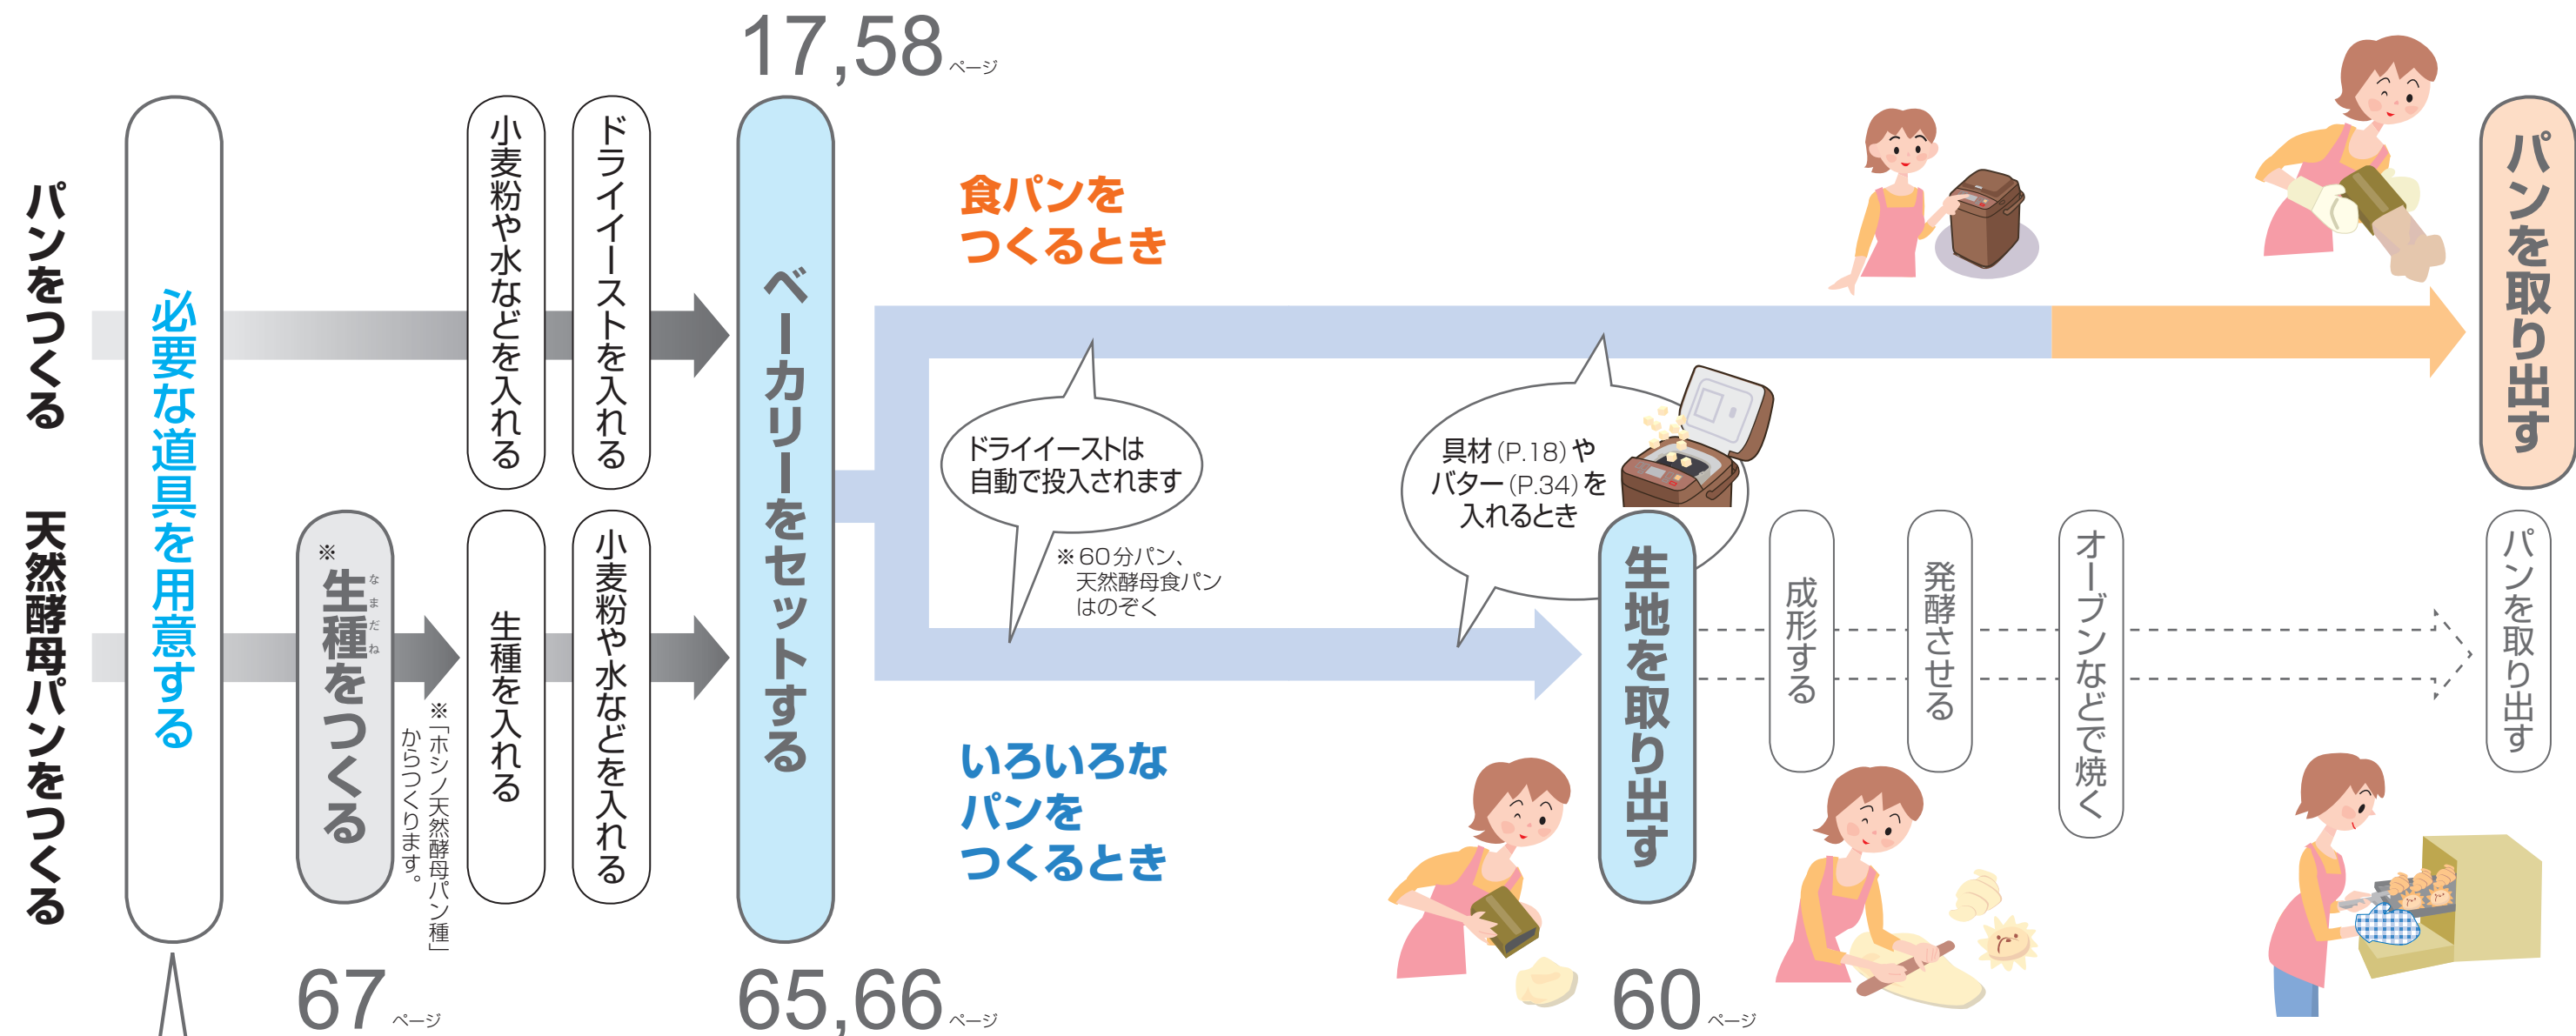 17,58ページ
パンをつくる
天然酵母パンをつくる
必要な道具を用意する
小麦粉や水などを入れる
ドライイーストを入れる
※生種をつくる
なまだね
※「ホシノ天然酵母パン種」
からつくります。
生種を入れる
小麦粉や水などを入れる
ベーカリーをセットする
食パンを
つくるとき
ドライイーストは
自動で投入されます
※60分パン、
天然酵母食パン
はのぞく
具材(P.18)や
バター(P.34)を
入れるとき
パンを取り出す
いろいろな
パンを
つくるとき
生地を取り出す
成形する
発酵させる
オーブンなどで焼く
パンを取り出す
67ページ
65,66ページ
60ページ